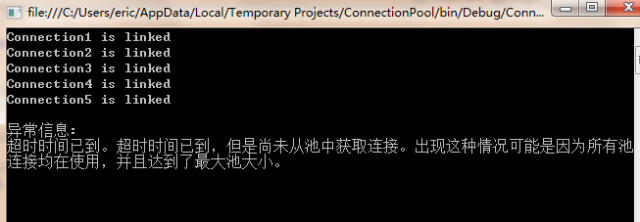 file:///C:/Users/eric/AppData/Local/Temporary Projects/ConnectionPool/bin/Debug/Conn...
Connection1 is linked
Connection2 is linked
Connection3 is linked
Connection4 is linked
Connection5 is linked
异常信息:
超时时间已到。超时时间已到，但是尚未从池中获取连接。出现这种情况可能是因为所有池
连接均在使用，并且达到了最大池大小。